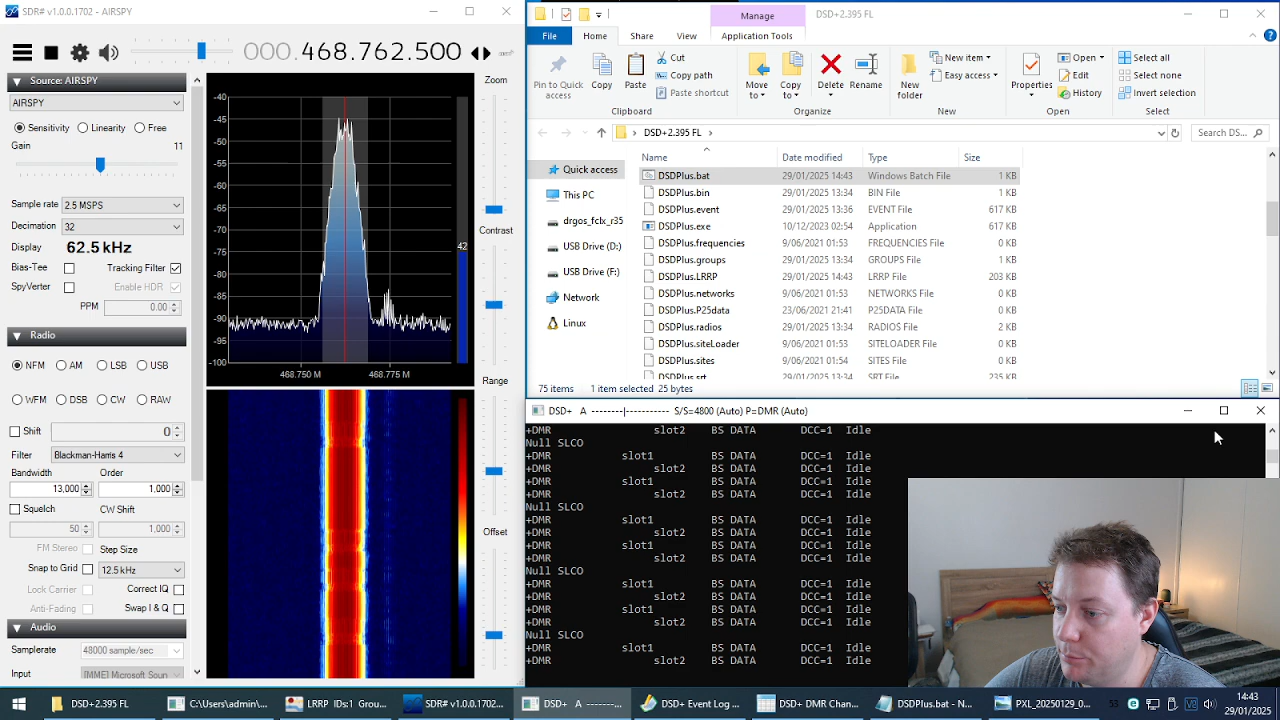 SDR# v1.0.0.1702 - AIRSPY
000.468.762.500
Source: AIRSPY
AIRSPY
Sensitivity Linearity Free
Gain 11
Sample rate 2.5 MSPS
Decimation 32
Display 62.5 kHz
Bias-Tee Tracking Filter
SpyVerter Enable HDR
PPM 0.00
Radio
NFM AM LSB USB
WFM DSB CW RAW
Shift 0
Filter Blackman-Harris 4
Bandwidth Order
13,000 1,000
Squelch CW Shift
50 1,000
FM Stereo Step Size
Snap to Grid 12.5 kHz
Lock Carrier Correct IQ
Anti-Fading Swap I & Q
Audio
Samplerate 48000 sample/sec
Input [MME] Microsoft Soun
-40
-50
-55
-60
-65
-70
-75
-80
-85
-90
-95
-100
468.750 M 468.775 M
42
Zoom
Contrast
Range
Offset
Manage
DSD+2.395 FL
File Home Share View Application Tools
Pin to Quick access
Copy
Paste
Cut
Copy path
Paste shortcut
Clipboard
Move to
Copy to
Delete
Rename
Organize
New folder
New item
Easy access
New
Properties
Open
Edit
History
Open
Select all
Select none
Invert selection
Select
DSD+2.395 FL
Search DS...
Quick access
This PC
drgos_fclx_r35
USB Drive (D:)
USB Drive (F:)
Network
Linux
Name Date modified Type Size
DSDPlus.bat 29/01/2025 14:43 Windows Batch File 1 KB
DSDPlus.bin 29/01/2025 13:34 BIN File 1 KB
DSDPlus.event 29/01/2025 13:36 EVENT File 617 KB
DSDPlus.exe 10/12/2023 02:54 Application 617 KB
DSDPlus.frequencies 9/06/2021 01:53 FREQUENCIES File 0 KB
DSDPlus.groups 9/06/2021 01:53 GROUPS File 1 KB
DSDPlus.LRRP 29/01/2025 14:43 LRRP File 203 KB
DSDPlus.networks 9/06/2021 01:53 NETWORKS File 0 KB
DSDPlus.P25data 23/06/2021 21:41 P25DATA File 0 KB
DSDPlus.radios 29/01/2025 13:34 RADIOS File 2 KB
DSDPlus.siteLoader 9/06/2021 01:53 SITELOADER File 0 KB
DSDPlus.sites 9/06/2021 01:54 SITES File 0 KB
DSDPlus.srt 29/01/2025 13:34 SRT File 235 KB
75 items 1 item selected 25 bytes
DSD+ A --------|----------- S/S=4800 (Auto) P=DMR (Auto)
+DMR slot2 BS DATA DCC=1 Idle
Null SLCO
+DMR slot1 BS DATA DCC=1 Idle
+DMR slot2 BS DATA DCC=1 Idle
+DMR slot1 BS DATA DCC=1 Idle
+DMR slot2 BS DATA DCC=1 Idle
Null SLCO
+DMR slot1 BS DATA DCC=1 Idle
+DMR slot2 BS DATA DCC=1 Idle
+DMR slot1 BS DATA DCC=1 Idle
+DMR slot2 BS DATA DCC=1 Idle
Null SLCO
+DMR slot1 BS DATA DCC=1 Idle
+DMR slot2 BS DATA DCC=1 Idle
+DMR slot1 BS DATA DCC=1 Idle
+DMR slot2 BS DATA DCC=1 Idle
Null SLCO
+DMR slot1 BS DATA DCC=1 Idle
+DMR slot2 BS DATA DCC=1 Idle
DSD+2.395 FL
C:\Users\admin\...
LRRP IDs:1 Grou...
SDR# v1.0.0.1702...
DSD+ A -------...
DSD+ Event Log ...
DSD+ DMR Chan...
DSDPlus.bat - N...
PXL_20250129_0...
53
14:43
29/01/2025